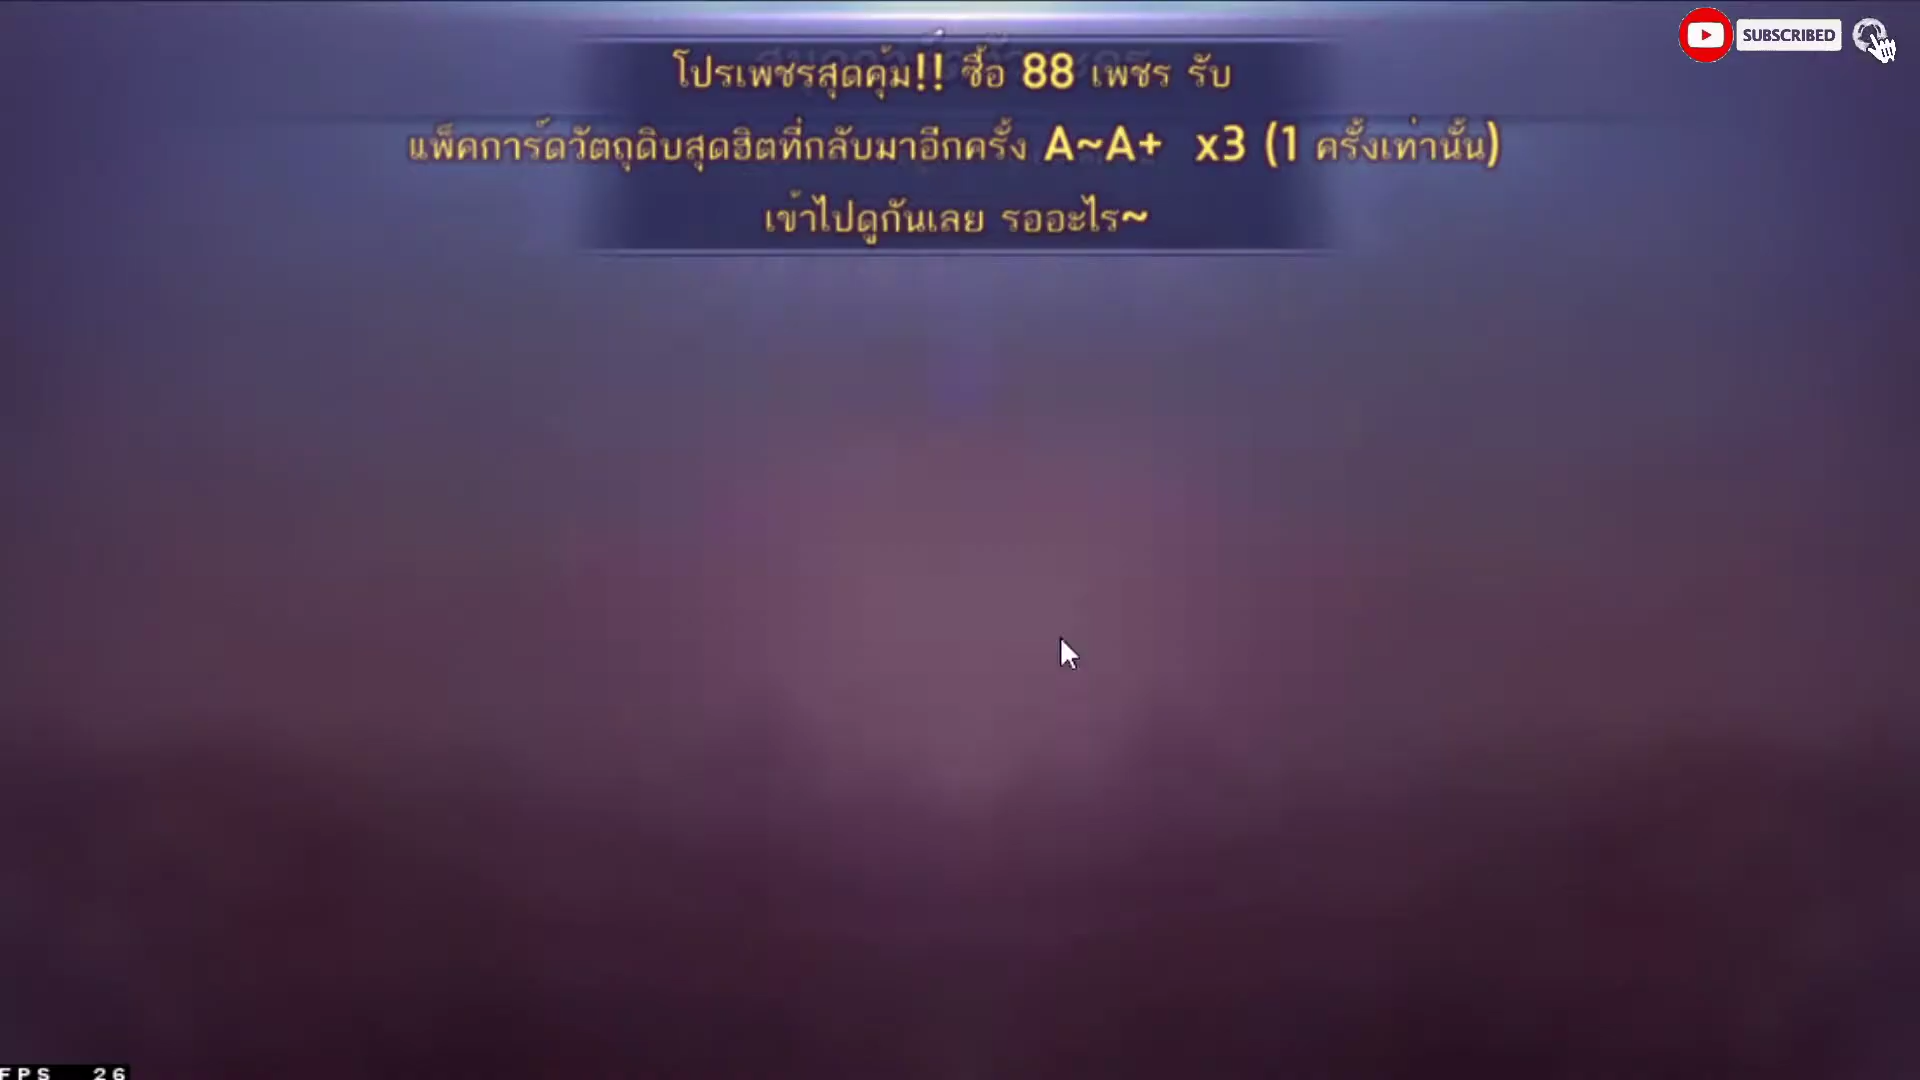 SUBSCRIBED
โปรเพชรสุดคุ้ม!! ซื้อ 88 เพชร รับ
แพ็คการ์ดวัตถุดิบสุดฮิตที่กลับมาอีกครั้ง A~A+ x3 (1 ครั้งเท่านั้น)
เข้าไปดูกันเลย รออะไร~
FPS 26